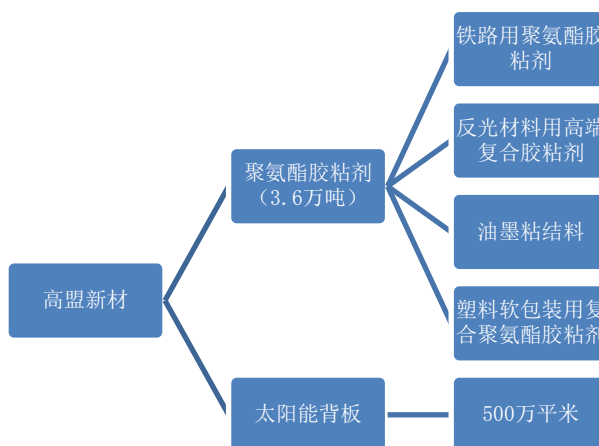 铁路用聚氨酯胶
粘剂
反光材料用高端
复合胶粘剂
聚氨酯胶粘剂
（3.6万吨）
油墨粘结料
高盟新材
塑料软包装用复
合聚氨酯胶粘剂
太阳能背板
500万平米